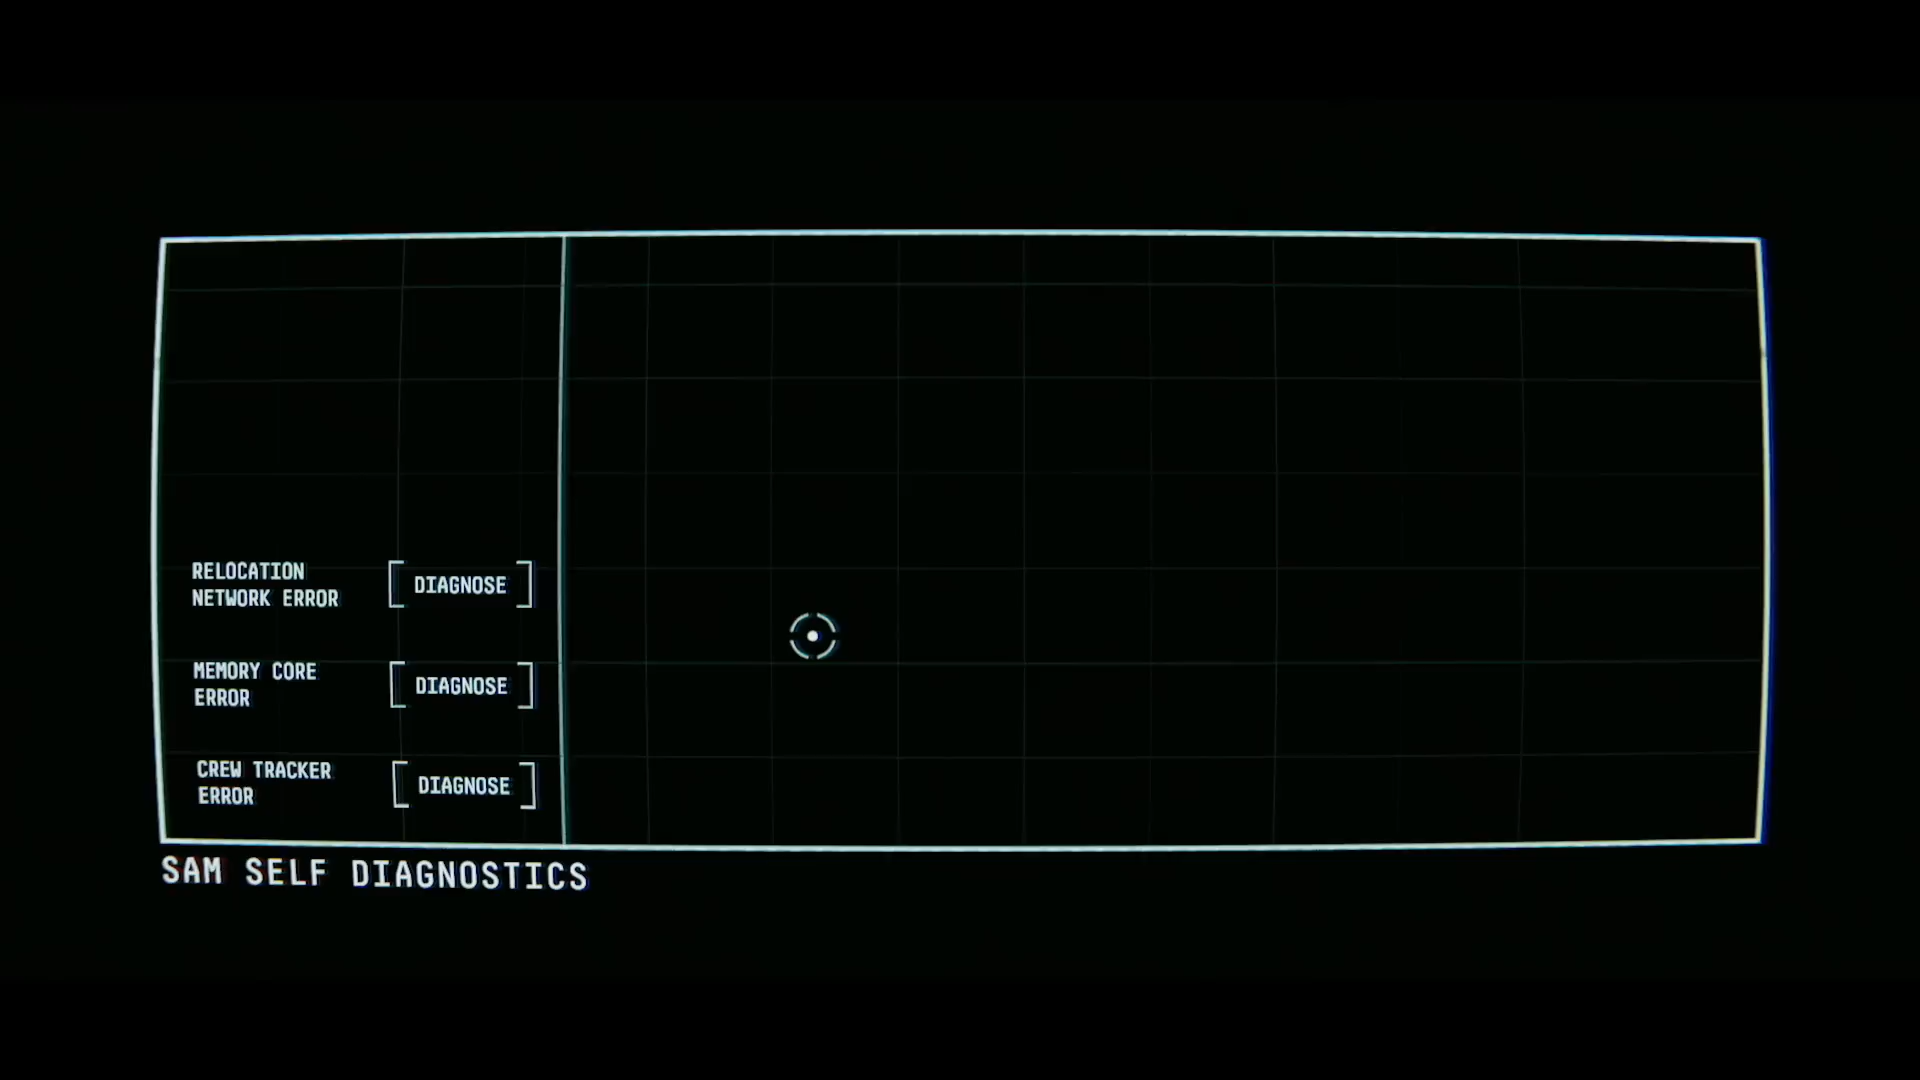 RELOCATION
NETWORK ERROR
DIAGNOSE
MEMORY CORE
ERROR
DIAGNOSE
CREW TRACKER
ERROR
DIAGNOSE
SAM SELF DIAGNOSTICS